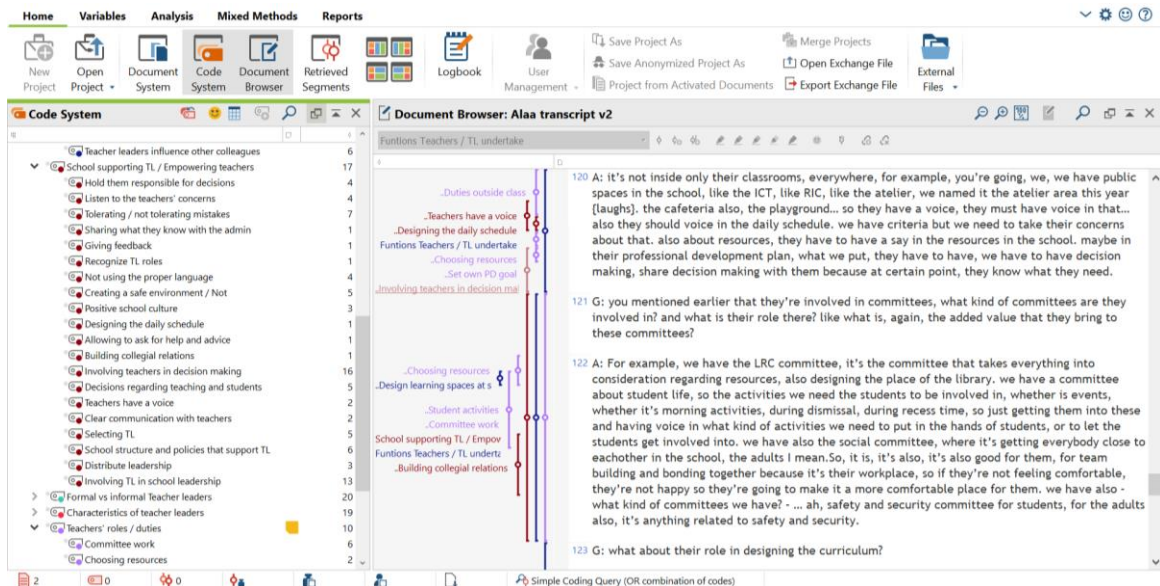 Home Variables Analysis Mixed Methods Reports
New Project
Open Project
Document System
Code System
Document Browser
Retrieved Segments
Logbook
User Management
Save Project As
Save Anonymized Project As
Project from Activated Documents
Merge Projects
Open Exchange File
Export Exchange File
External Files
Code System
Teacher leaders influence other colleagues 6
School supporting TL / Empowering teachers 17
Hold them responsible for decisions 4
Listen to the teachers' concerns 4
Tolerating / not tolerating mistakes 7
Sharing what they know with the admin 1
Giving feedback 1
Recognize TL roles 1
Not using the proper language 4
Creating a safe environment / Not 5
Positive school culture 3
Designing the daily schedule 1
Allowing to ask for help and advice 1
Building collegial relations 1
Involving teachers in decision making 16
Decisions regarding teaching and students 5
Teachers have a voice 2
Clear communication with teachers 2
Selecting TL 5
School structure and policies that support TL 6
Distribute leadership 3
Involving TL in school leadership 13
Formal vs informal Teacher leaders 20
Characteristics of teacher leaders 19
Teachers' roles / duties 10
Committee work 6
Choosing resources 2
Document Browser: Alaa transcript v2
Funtions Teachers / TL undertake
..Duties outside class
..Teachers have a voice
..Designing the daily schedule
Funtions Teachers / TL undertake
..Choosing resources
..Set own PD goal
..Involving teachers in decision mal
..Choosing resources
..Design learning spaces at s
..Student activities
..Committee work
School supporting TL / Empov
Funtions Teachers / TL underta
..Building collegial relations
120 A: it's not inside only their classrooms, everywhere, for example, you're going, we, we have public
spaces in the school, like the ICT, like RIC, like the atelier, we named it the atelier area this year
[laughs]. the cafeteria also, the playground... so they have a voice, they must have voice in that...
also they should voice in the daily schedule. we have criteria but we need to take their concerns
about that. also about resources, they have to have a say in the resources in the school. maybe in
their professional development plan, what we put, they have to have, we have to have decision
making, share decision making with them because at certain point, they know what they need.
121 G: you mentioned earlier that they're involved in committees, what kind of committees are they
involved in? and what is their role there? like what is, again, the added value that they bring to
these committees?
122 A: For example, we have the LRC committee, it's the committee that takes everything into
consideration regarding resources, also designing the place of the library. we have a committee
about student life, so the activities we need the students to be involved in, whether is events,
whether it's morning activities, during dismissal, during recess time, so just getting them into these
and having voice in what kind of activities we need to put in the hands of students, or to let the
students get involved into. we have also the social committee, where it's getting everybody close to
eachother in the school, the adults I mean.So, it is, it's also, it's also good for them, for team
building and bonding together because it's their workplace, so if they're not feeling comfortable,
they're not happy so they're going to make it a more comfortable place for them. we have also -
what kind of committees we have? - ... ah, safety and security committee for students, for the adults
also, it's anything related to safety and security.
123 G: what about their role in designing the curriculum?
2 0 0 Simple Coding Query (OR combination of codes)